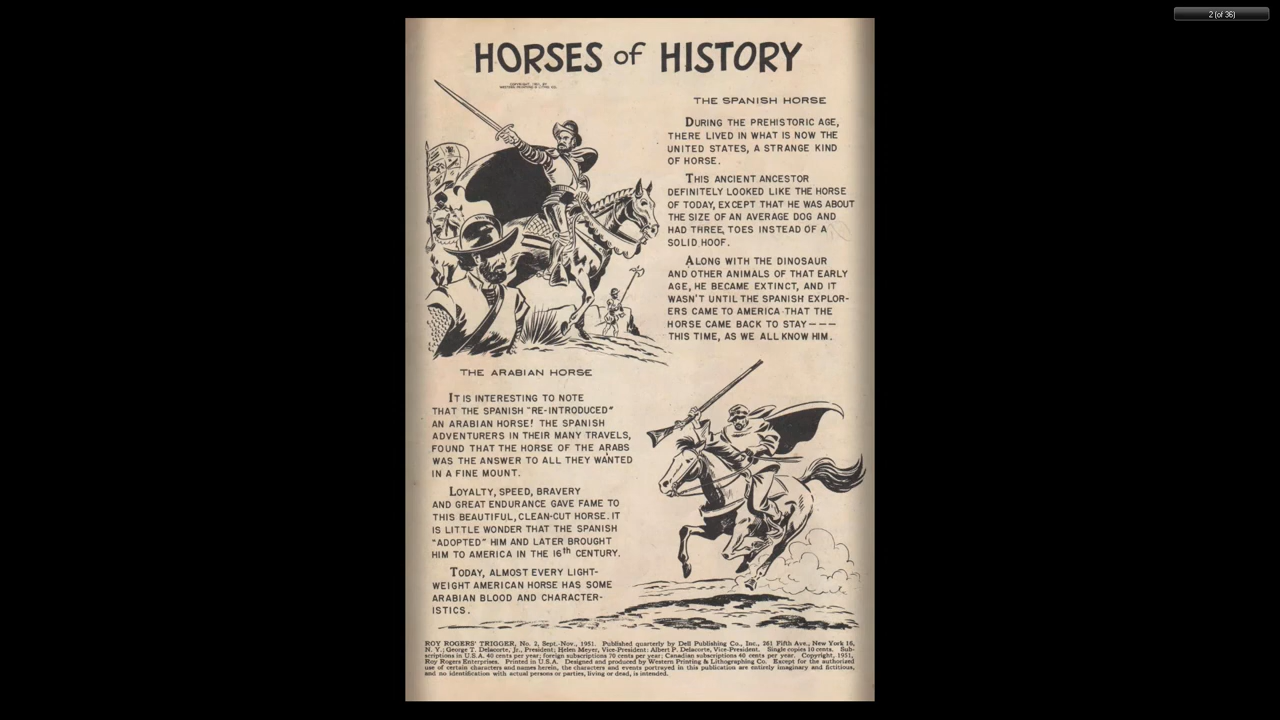 2 (of 36)
HORSES of HISTORY
COPYRIGHT, 1951, BY
WESTERN PRINTING & LITHO. CO.
THE SPANISH HORSE
DURING THE PREHISTORIC AGE,
THERE LIVED IN WHAT IS NOW THE
UNITED STATES, A STRANGE KIND
OF HORSE.
THIS ANCIENT ANCESTOR
DEFINITELY LOOKED LIKE THE HORSE
OF TODAY, EXCEPT THAT HE WAS ABOUT
THE SIZE OF AN AVERAGE DOG AND
HAD THREE TOES INSTEAD OF A
SOLID HOOF.
ALONG WITH THE DINOSAUR
AND OTHER ANIMALS OF THAT EARLY
AGE, HE BECAME EXTINCT, AND IT
WASN'T UNTIL THE SPANISH EXPLOR-
ERS CAME TO AMERICA THAT THE
HORSE CAME BACK TO STAY ———
THIS TIME, AS WE ALL KNOW HIM.
THE ARABIAN HORSE
IT IS INTERESTING TO NOTE
THAT THE SPANISH "RE-INTRODUCED"
AN ARABIAN HORSE! THE SPANISH
ADVENTURERS IN THEIR MANY TRAVELS,
FOUND THAT THE HORSE OF THE ARABS
WAS THE ANSWER TO ALL THEY WANTED
IN A FINE MOUNT.
LOYALTY, SPEED, BRAVERY
AND GREAT ENDURANCE GAVE FAME TO
THIS BEAUTIFUL, CLEAN-CUT HORSE. IT
IS LITTLE WONDER THAT THE SPANISH
"ADOPTED" HIM AND LATER BROUGHT
HIM TO AMERICA IN THE 16th CENTURY.
TODAY, ALMOST EVERY LIGHT-
WEIGHT AMERICAN HORSE HAS SOME
ARABIAN BLOOD AND CHARACTER-
ISTICS.
ROY ROGERS' TRIGGER, No. 2, Sept.-Nov., 1951. Published quarterly by Dell Publishing Co., Inc., 261 Fifth Ave., New York 16,
N. Y.; George T. Delacorte, Jr., President; Helen Meyer, Vice-President; Albert P. Delacorte, Vice-President. Single copies 10 cents. Sub-
scriptions in U.S.A. 40 cents per year; foreign subscriptions 70 cents per year; Canadian subscriptions 40 cents per year. Copyright, 1951,
Roy Rogers Enterprises. Printed in U.S.A. Designed and produced by Western Printing & Lithographing Co. Except for the authorized
use of certain characters and names herein, the characters and events portrayed in this publication are entirely imaginary and fictitious,
and no identification with actual persons or parties, living or dead, is intended.